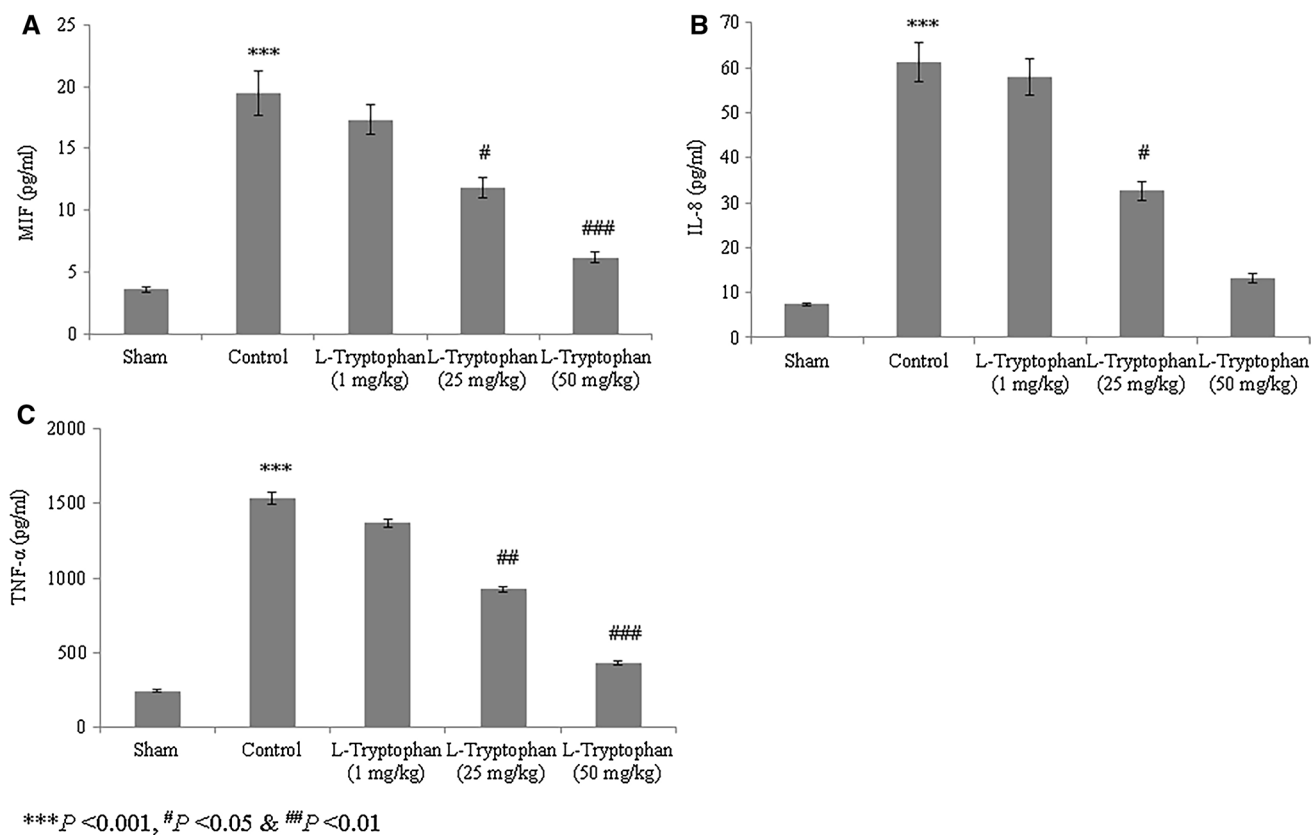 A
25
20
15
10
5
0
MIF (pg/ml)
***
#
###
Sham
Control
L-Tryptophan
(1 mg/kg)
L-Tryptophan
(25 mg/kg)
L-Tryptophan
(50 mg/kg)
B
70
60
50
40
30
20
10
0
IL-8 (pg/ml)
***
#
Sham
Control
L-Tryptophan
(1 mg/kg)
L-Tryptophan
(25 mg/kg)
L-Tryptophan
(50 mg/kg)
C
2000
1500
1000
500
0
TNF-α (pg/ml)
***
##
###
Sham
Control
L-Tryptophan
(1 mg/kg)
L-Tryptophan
(25 mg/kg)
L-Tryptophan
(50 mg/kg)
***P <0.001, #P <0.05 & ##P <0.01